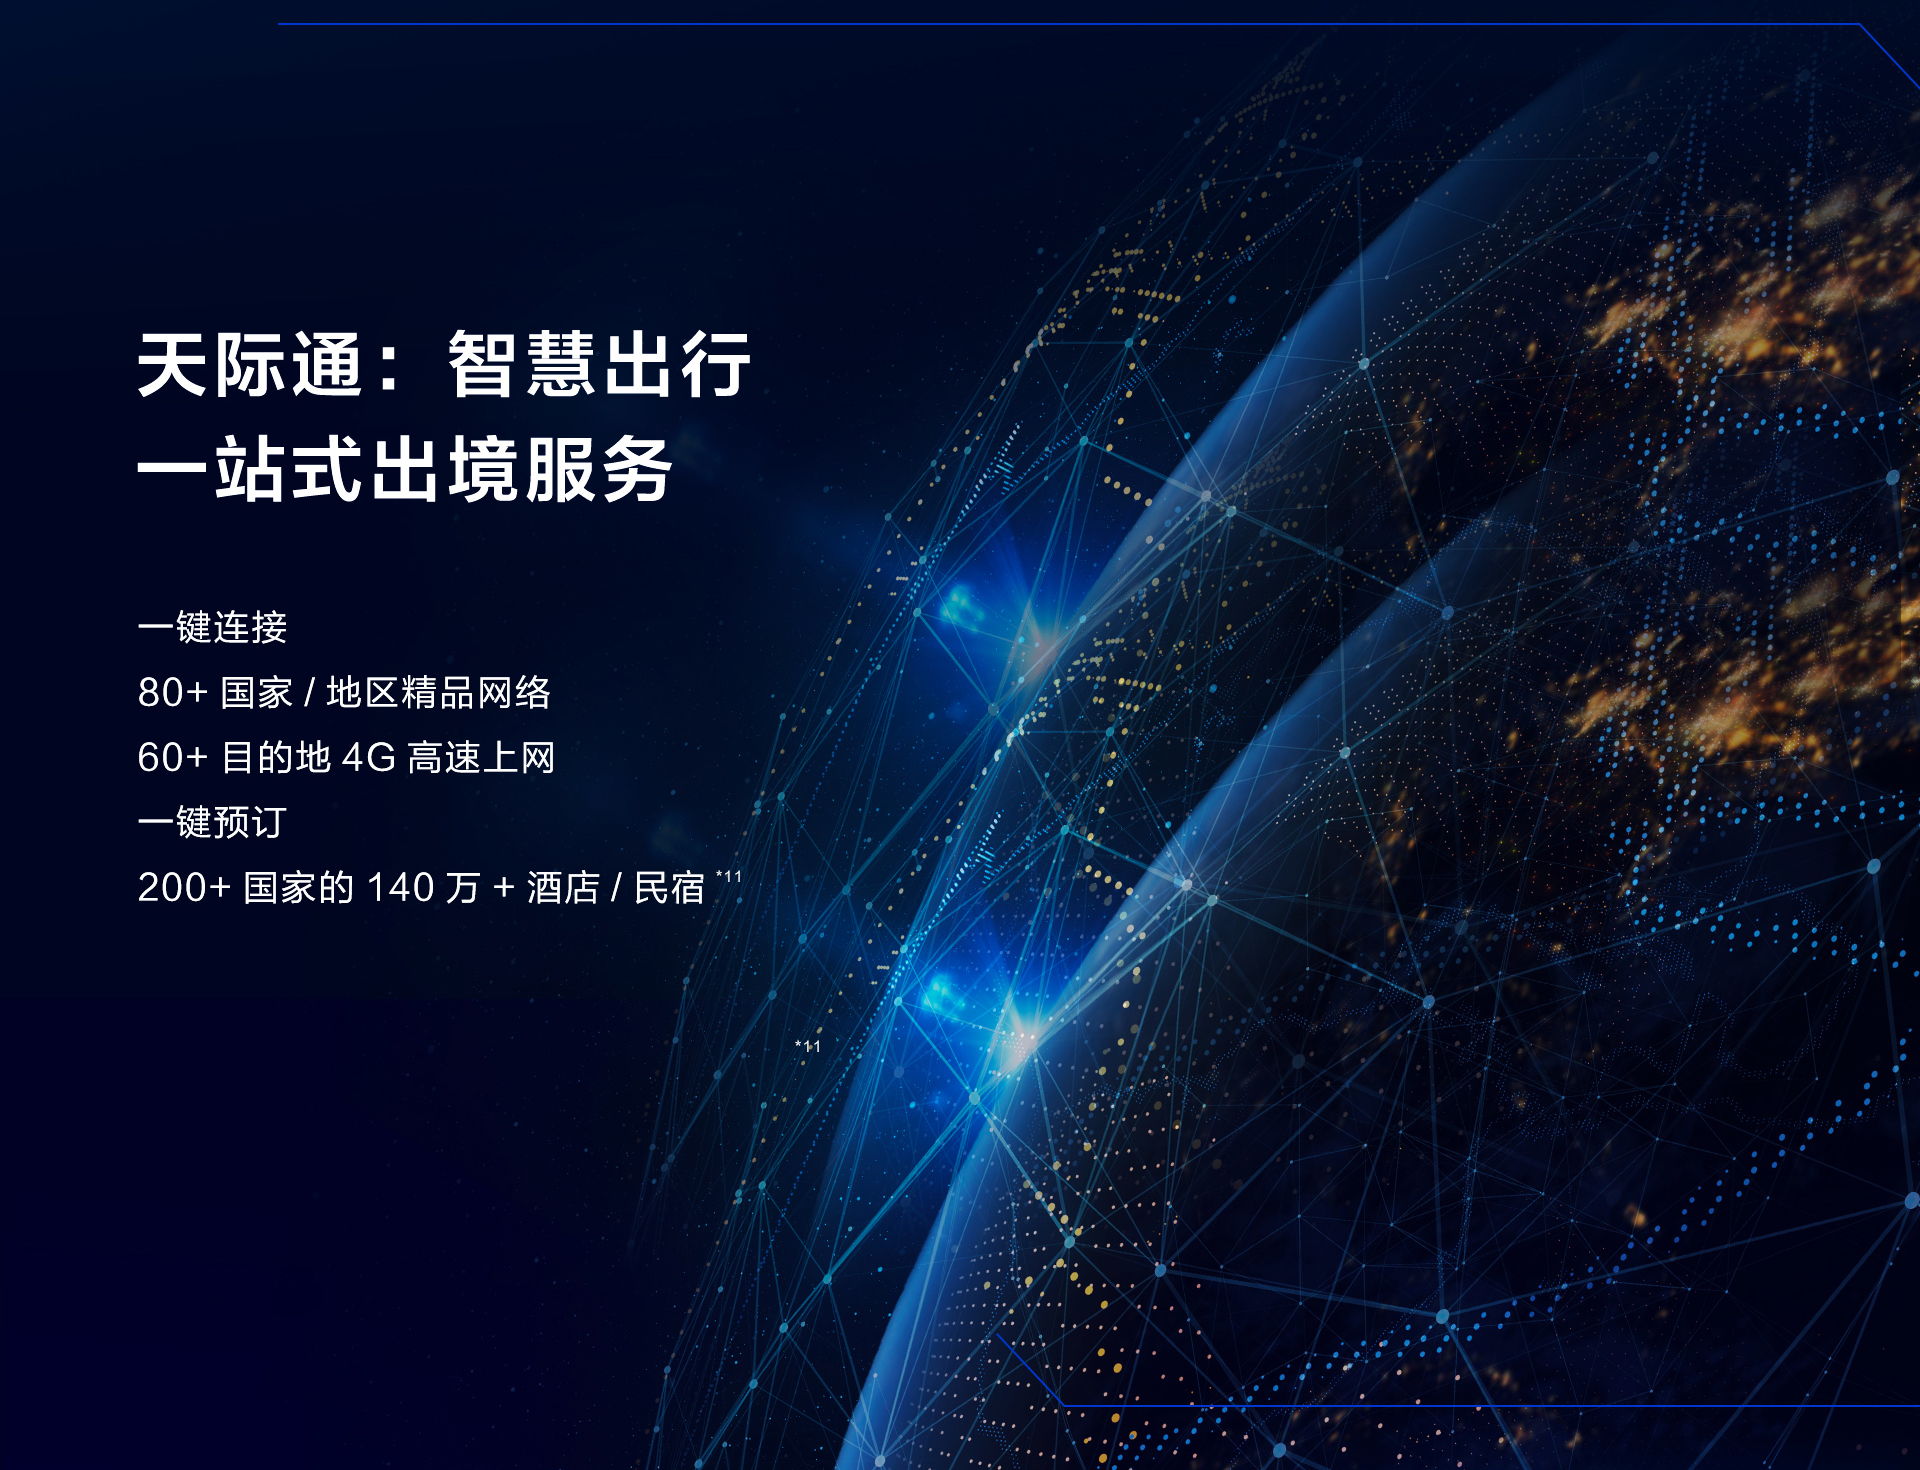 天际通：智慧出行
一站式出境服务
一键连接
80+ 国家 / 地区精品网络
60+ 目的地 4G 高速上网
一键预订
200+ 国家的 140 万 + 酒店 / 民宿 *11
*11